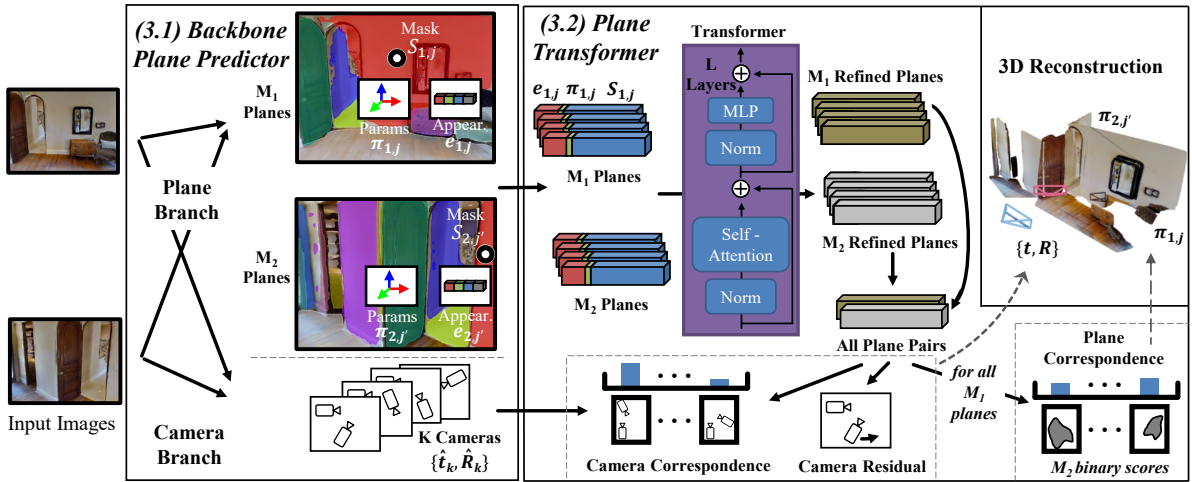 (3.1) Backbone
Plane Predictor
Input Images
Plane
Branch
Camera
Branch
M₁
Planes
Mask
S₁,ⱼ
Params
π₁,ⱼ
Appear.
e₁,ⱼ
M₂
Planes
Mask
S₂,ⱼ′
Params
π₂,ⱼ′
Appear.
e₂,ⱼ′
K Cameras
{t̂ₖ, R̂ₖ}
(3.2) Plane
Transformer
e₁,ⱼ π₁,ⱼ S₁,ⱼ
M₁ Planes
M₂ Planes
Transformer
L
Layers
MLP
Norm
Self -
Attention
Norm
M₁ Refined Planes
M₂ Refined Planes
All Plane Pairs
Camera Correspondence
Camera Residual
for all
M₁
planes
3D Reconstruction
π₂,ⱼ′
π₁,ⱼ
{t, R}
Plane
Correspondence
M₂ binary scores